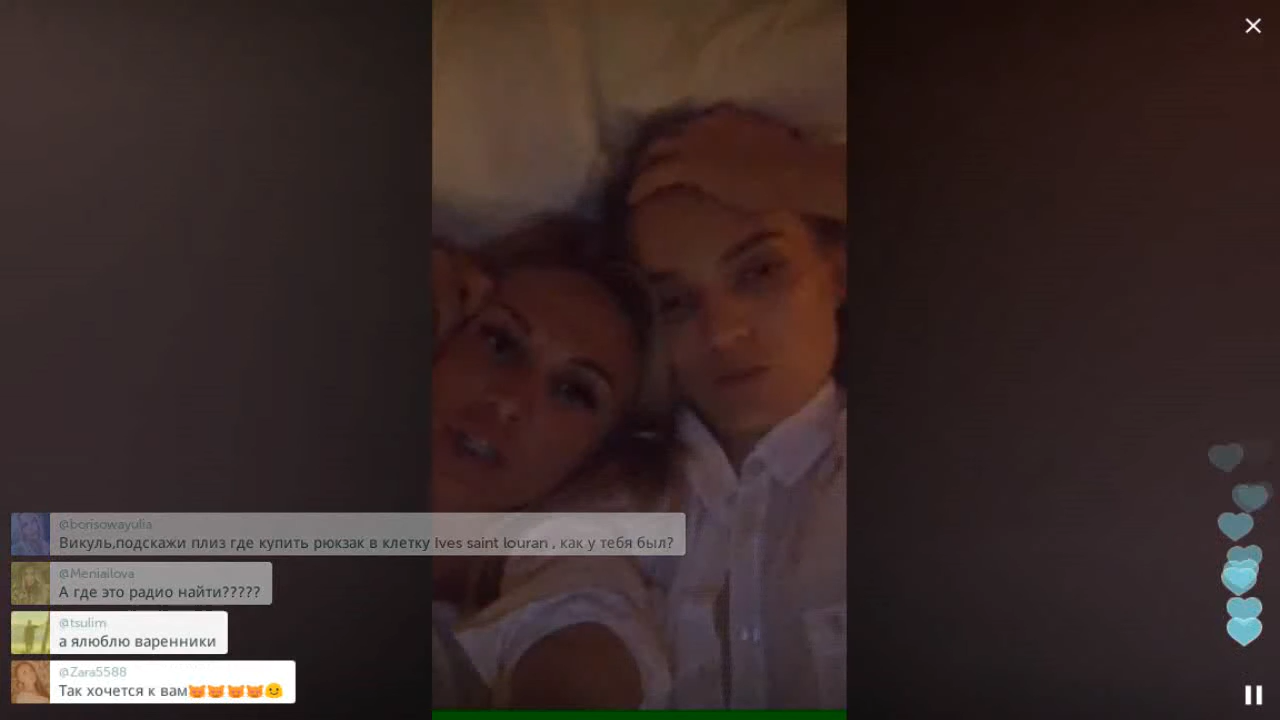 @borisowayulia
Викуль,подскажи плиз где купить рюкзак в клетку Ives saint louran , как у тебя был?
@Meniailova
А где это радио найти?????
@tsulim
а ялюблю варенники
@Zara5588
Так хочется к вам😽😽😽😽🙂